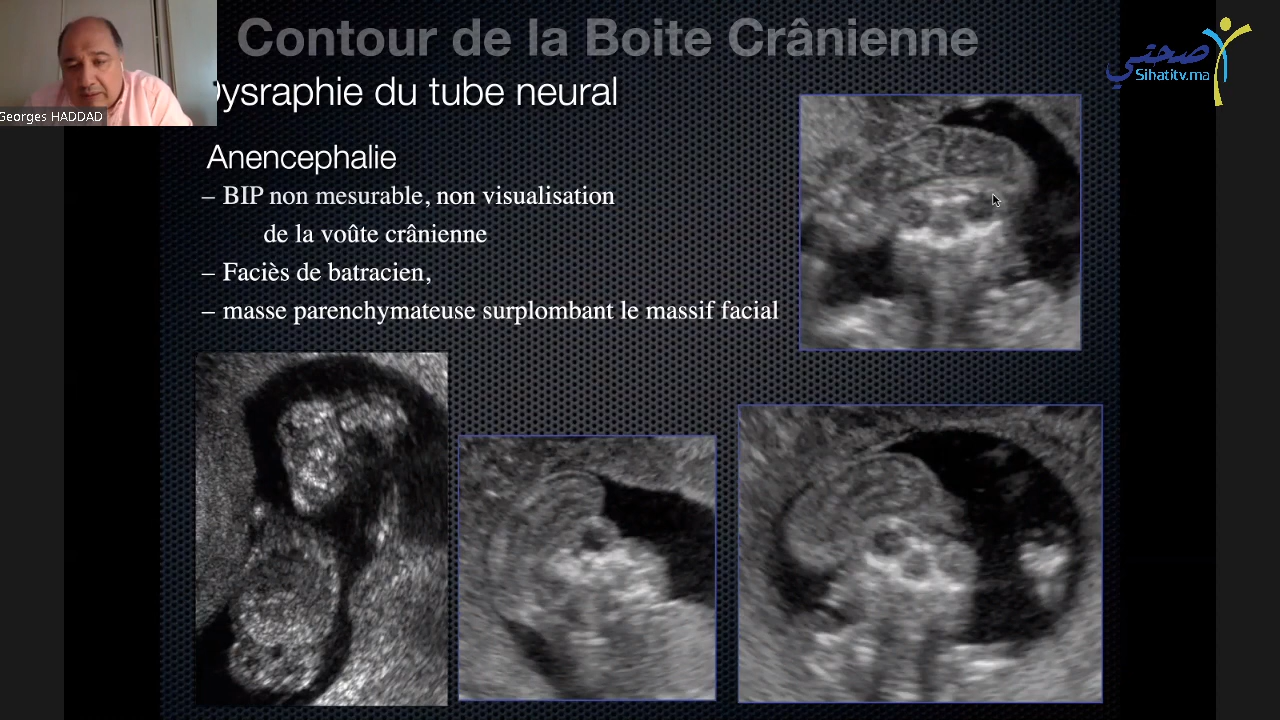 Contour de la Boite Crânienne
Dysraphie du tube neural
Georges HADDAD
صحتي
Sihatitv.ma
Anencephalie
– BIP non mesurable, non visualisation
de la voûte crânienne
– Faciès de batracien,
– masse parenchymateuse surplombant le massif facial